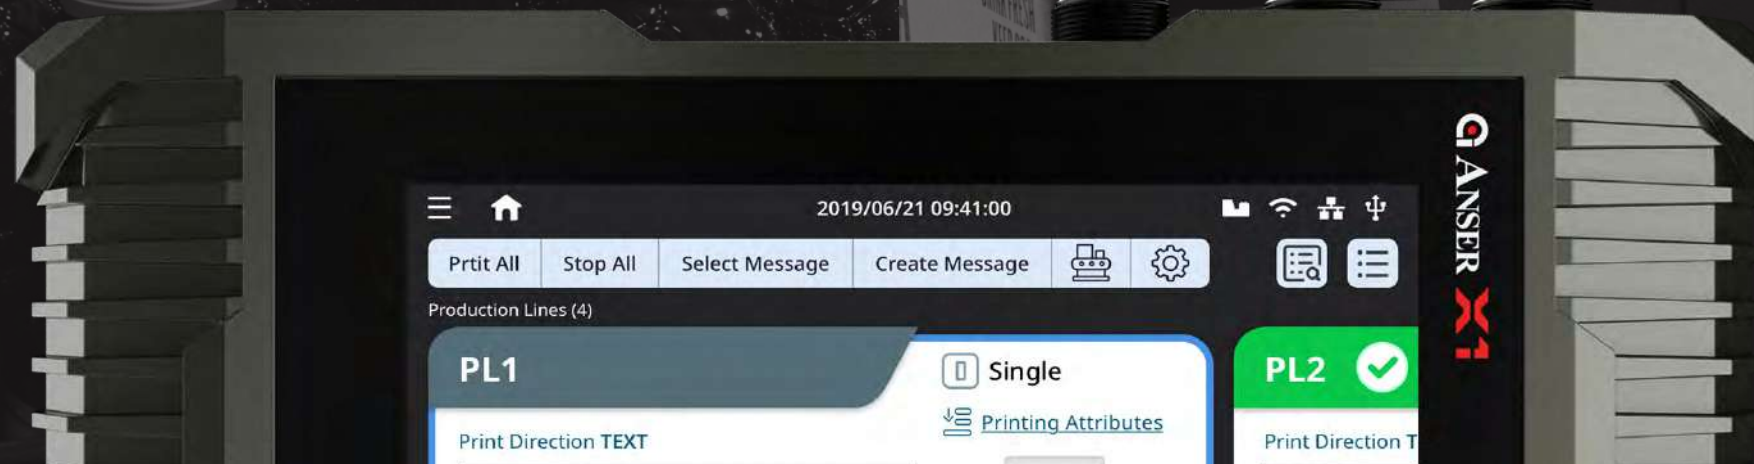 2019/06/21 09:41:00
Prtit All
Stop All
Select Message
Create Message
Production Lines (4)
PL1
Single
Printing Attributes
Print Direction TEXT
PL2
Print Direction T
ANSER X1